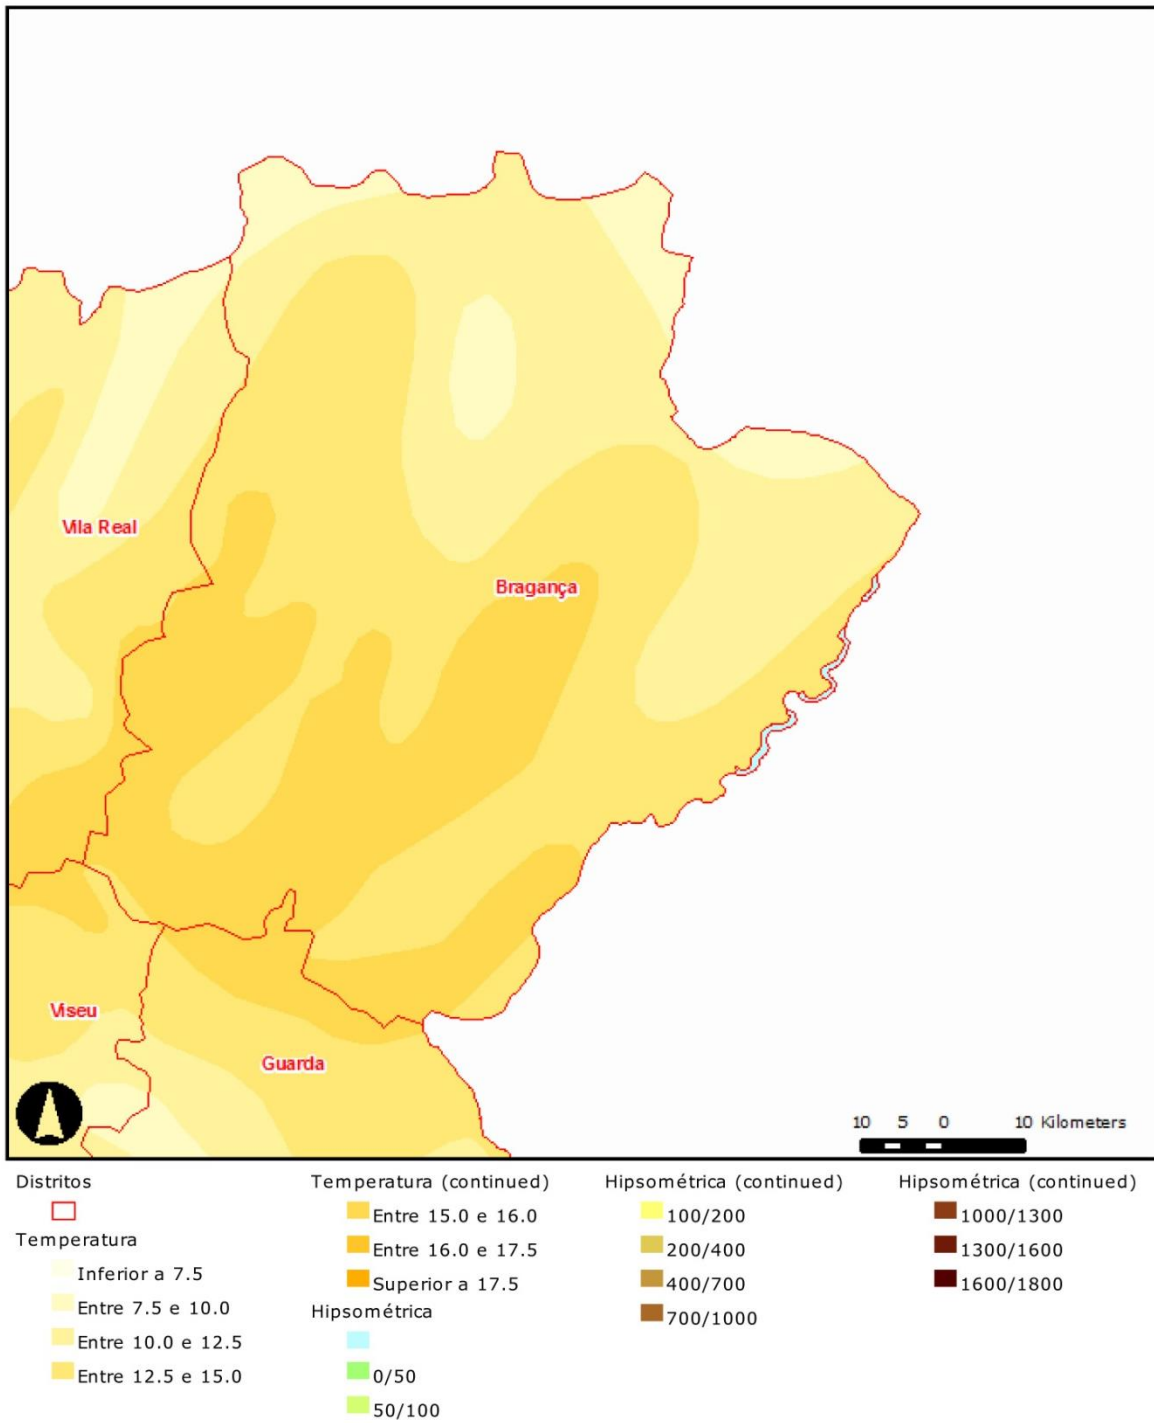 Vila Real
Bragança
Viseu
Guarda
10 5 0 10 Kilometers
Distritos
Temperatura
Inferior a 7.5
Entre 7.5 e 10.0
Entre 10.0 e 12.5
Entre 12.5 e 15.0
Temperatura (continued)
Entre 15.0 e 16.0
Entre 16.0 e 17.5
Superior a 17.5
Hipsométrica
0/50
50/100
Hipsométrica (continued)
100/200
200/400
400/700
700/1000
Hipsométrica (continued)
1000/1300
1300/1600
1600/1800